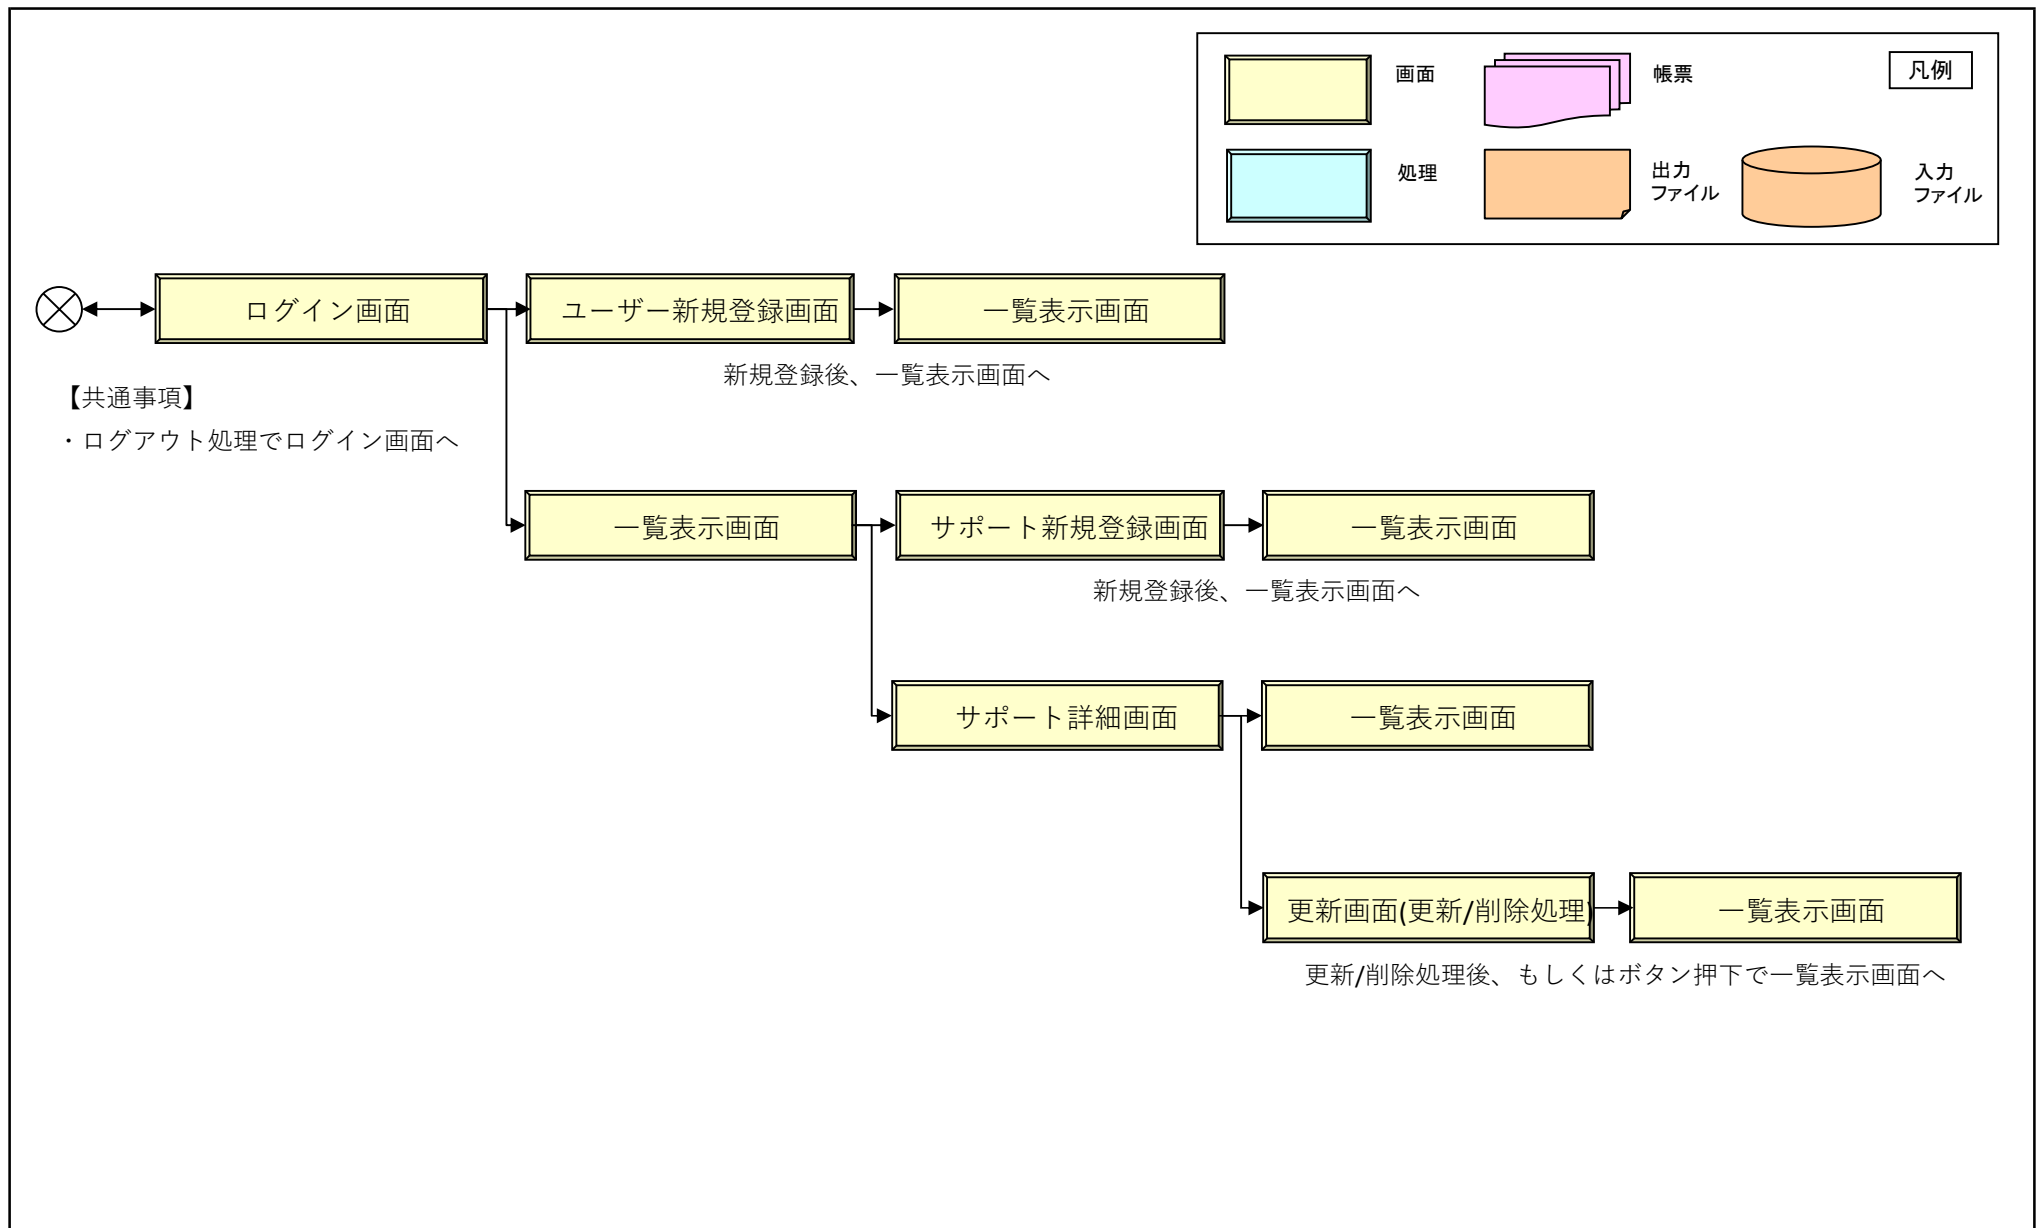 凡例
画面
帳票
処理
出力
ファイル
入力
ファイル
ログイン画面
ユーザー新規登録画面
一覧表示画面
新規登録後、一覧表示画面へ
【共通事項】
・ログアウト処理でログイン画面へ
一覧表示画面
サポート新規登録画面
一覧表示画面
新規登録後、一覧表示画面へ
サポート詳細画面
一覧表示画面
更新画面(更新/削除処理)
一覧表示画面
更新/削除処理後、もしくはボタン押下で一覧表示画面へ